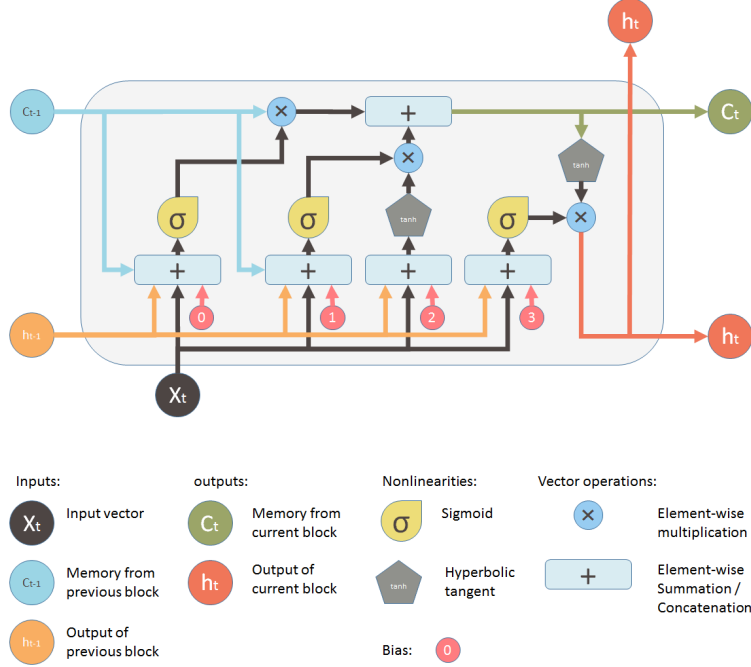 ht
Ct-1
×
+
Ct
×
tanh
tanh
σ
σ
σ
×
+
+
+
+
0
1
2
3
ht-1
ht
Xt
Inputs:
outputs:
Nonlinearities:
Vector operations:
Xt
Input vector
Ct
Memory from
current block
σ
Sigmoid
×
Element-wise
multiplication
Ct-1
Memory from
previous block
ht
Output of
current block
tanh
Hyperbolic
tangent
+
Element-wise
Summation /
Concatenation
ht-1
Output of
previous block
Bias:
0